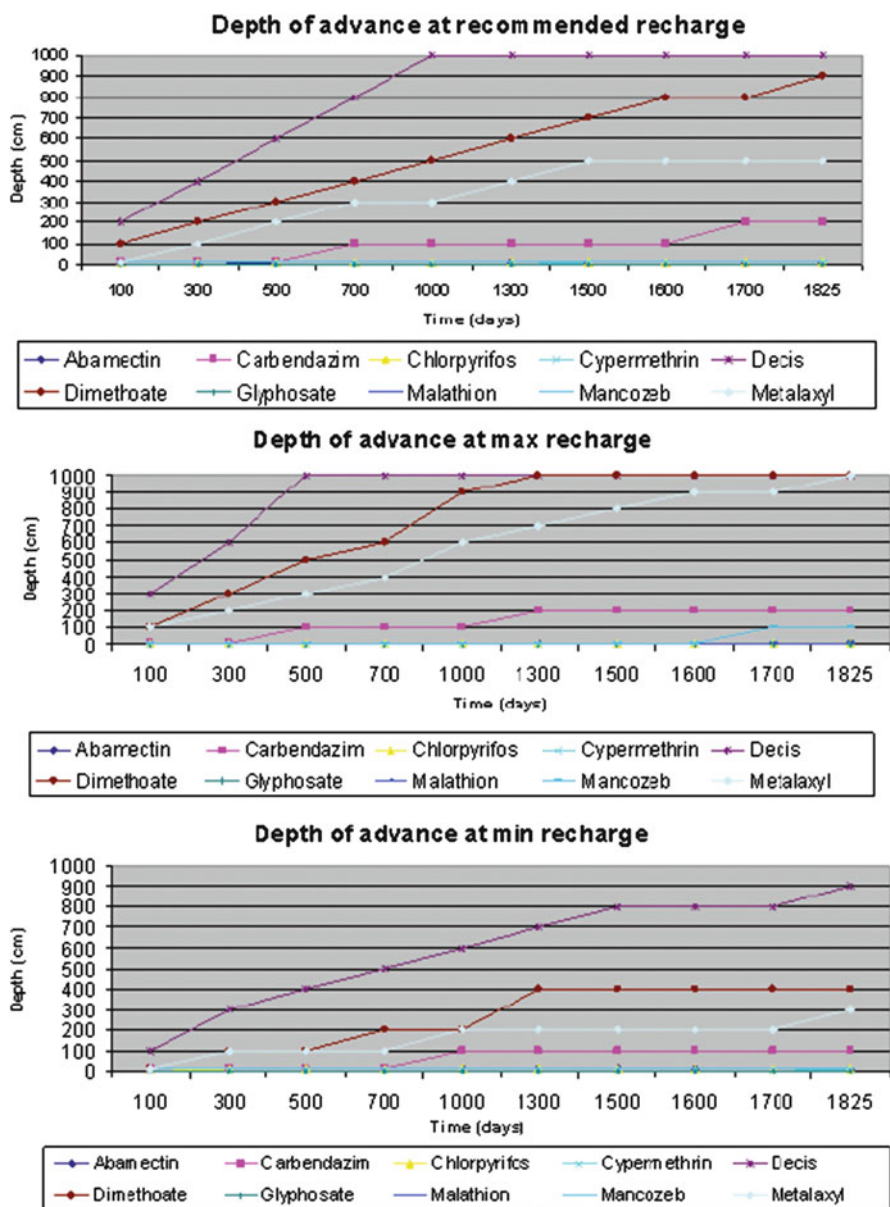 Depth of advance at recommended recharge
1000
900
800
700
600
500
400
300
200
100
0
Depth (cm)
100 300 500 700 1000 1300 1500 1600 1700 1825
Time (days)
Abamectin Carbendazim Chlorpyrifos Cypermethrin Decis
Dimethoate Glyphosate Malathion Mancozeb Metalaxyl
Depth of advance at max recharge
1000
900
800
700
600
500
400
300
200
100
0
Depth (cm)
100 300 500 700 1000 1300 1500 1600 1700 1825
Time (days)
Abamectin Carbendazim Chlorpyrifos Cypermethrin Decis
Dimethoate Glyphosate Malathion Mancozeb Metalaxyl
Depth of advance at min recharge
1000
900
800
700
600
500
400
300
200
100
0
Depth (cm)
100 300 500 700 1000 1300 1500 1600 1700 1825
Time (days)
Abamectin Carbendazim Chlorpyrifos Cypermethrin Decis
Dimethoate Glyphosate Malathion Mancozeb Metalaxyl